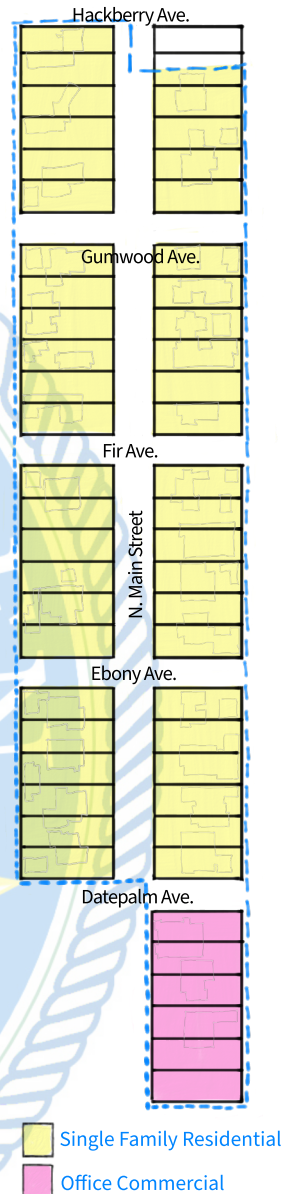 Hackberry Ave.
Gumwood Ave.
Fir Ave.
N. Main Street
Ebony Ave.
Datepalm Ave.
Single Family Residential
Office Commercial